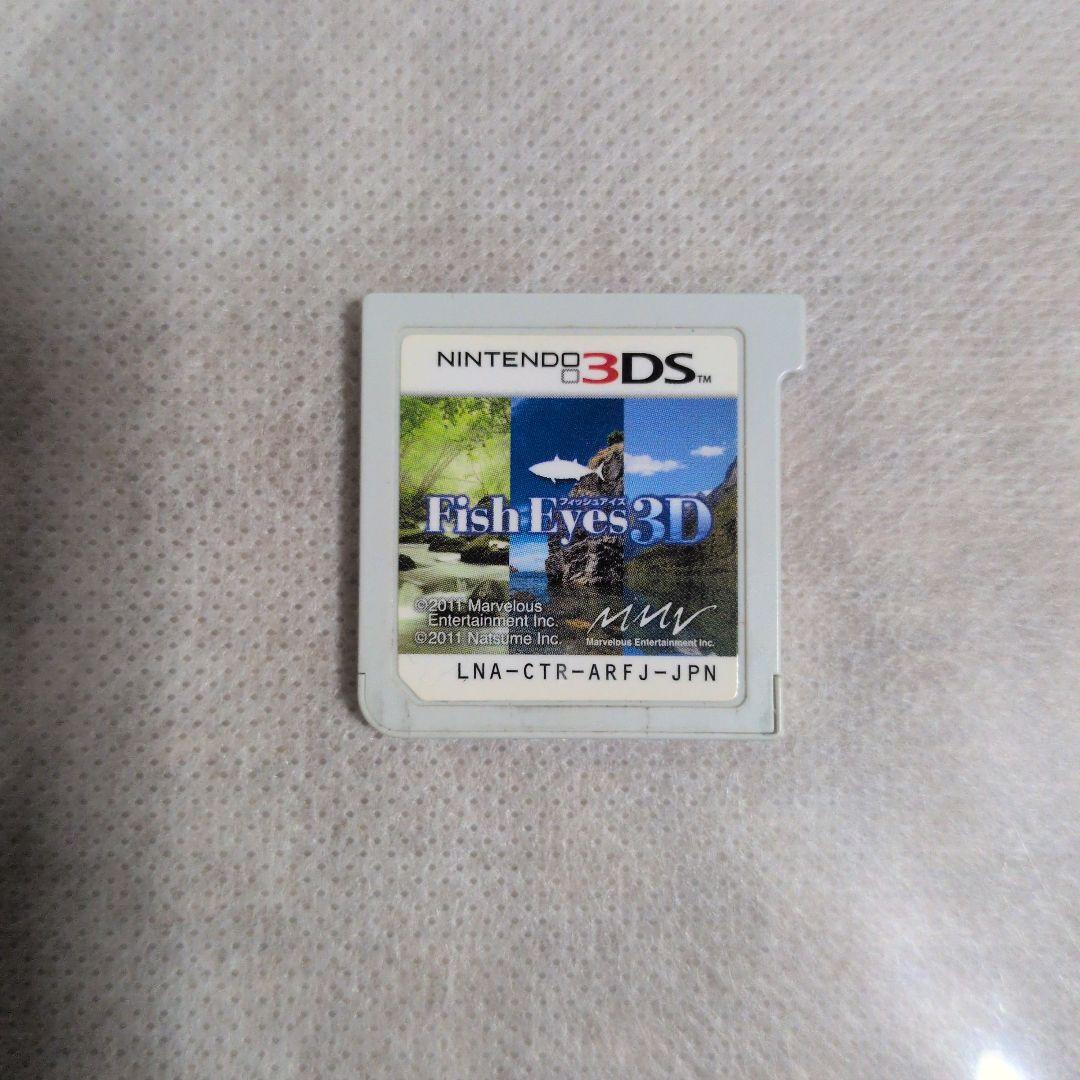 NINTENDO 3DS™
フィッシュアイズ
Fish Eyes 3D
©2011 Marvelous
Entertainment Inc.
©2011 Natsume Inc.
MMV
Marvelous Entertainment Inc.
LNA-CTR-ARFJ-JPN